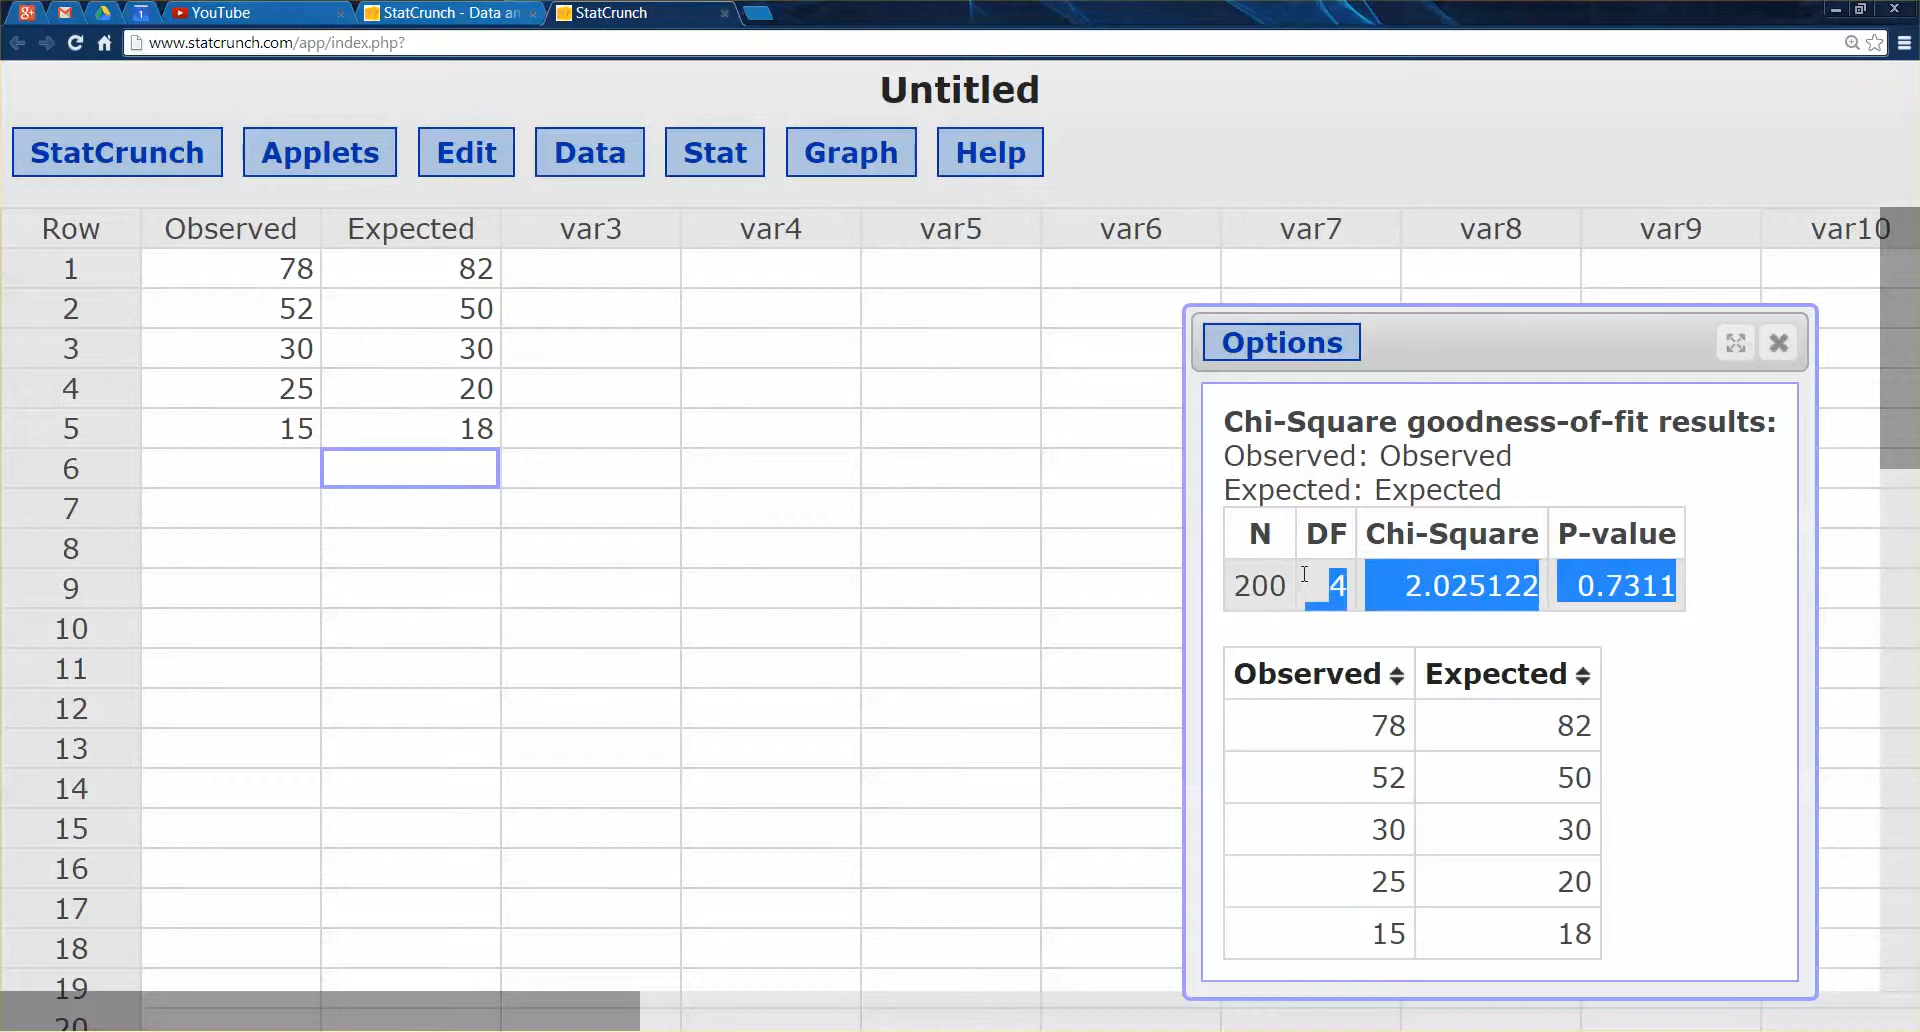 YouTube
StatCrunch - Data an
StatCrunch
www.statcrunch.com/app/index.php?
Untitled
StatCrunch Applets Edit Data Stat Graph Help
Row Observed Expected var3 var4 var5 var6 var7 var8 var9 var10
1 78 82
2 52 50
3 30 30
4 25 20
5 15 18
6
7
8
9
10
11
12
13
14
15
16
17
18
19
20
Options
Chi-Square goodness-of-fit results:
Observed: Observed
Expected: Expected
N DF Chi-Square P-value
200 4 2.025122 0.7311
Observed Expected
78 82
52 50
30 30
25 20
15 18